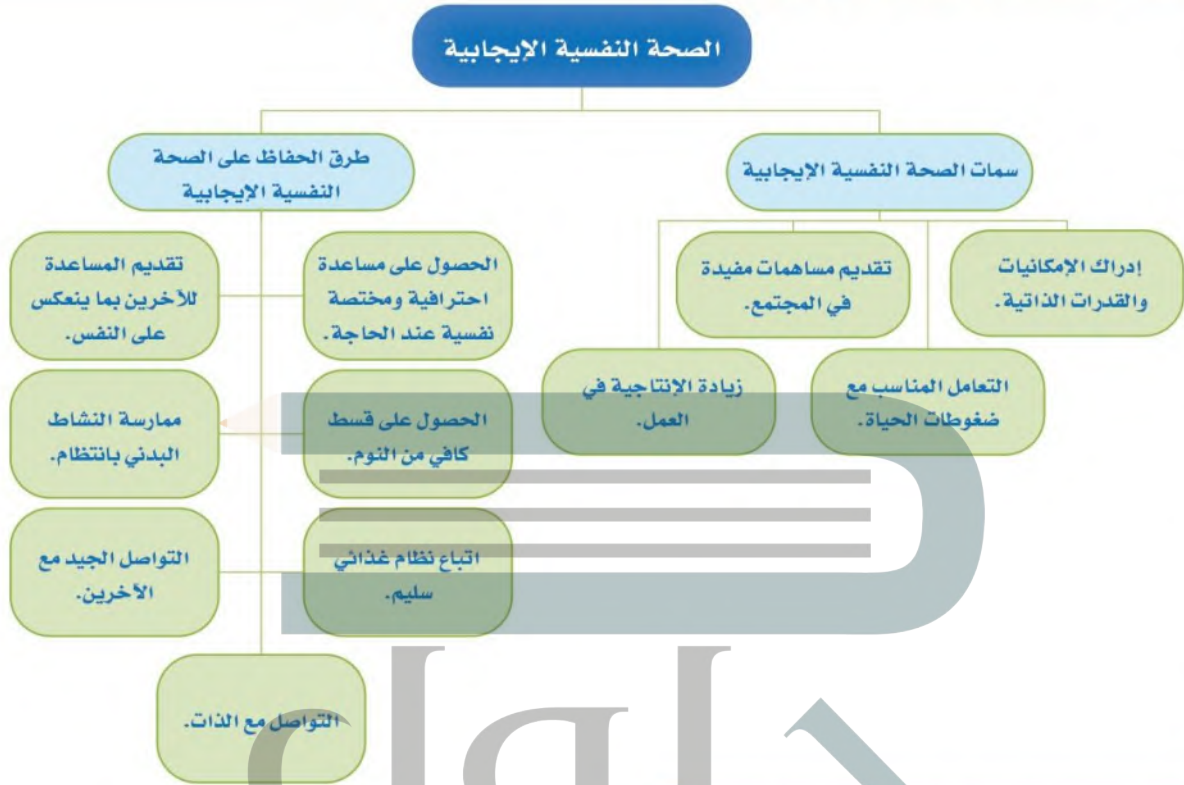 الصحة النفسية الإيجابية
سمات الصحة النفسية الإيجابية
إدراك الإمكانيات
والقدرات الذاتية.
تقديم مساهمات مفيدة
في المجتمع.
التعامل المناسب مع
ضغوطات الحياة.
زيادة الإنتاجية في
العمل.
طرق الحفاظ على الصحة
النفسية الإيجابية
الحصول على مساعدة
احترافية ومختصة
نفسية عند الحاجة.
تقديم المساعدة
للآخرين بما ينعكس
على النفس.
الحصول على قسط
كافي من النوم.
ممارسة النشاط
البدني بانتظام.
اتباع نظام غذائي
سليم.
التواصل الجيد مع
الآخرين.
التواصل مع الذات.